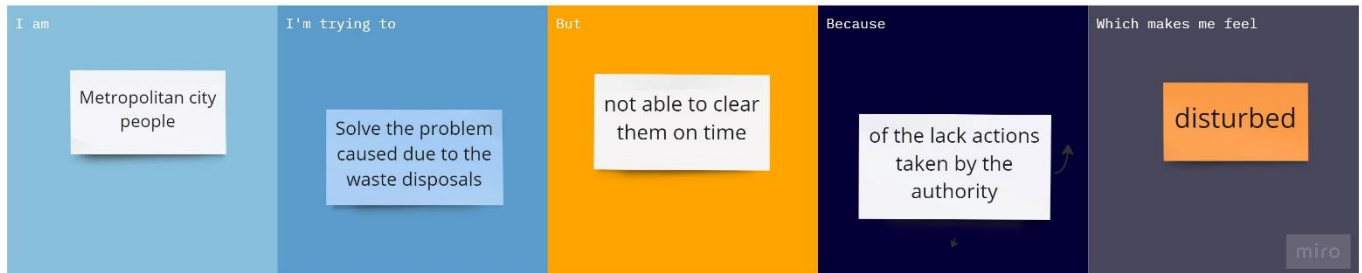 I am
Metropolitan city
people
I'm trying to
Solve the problem
caused due to the
waste disposals
But
not able to clear
them on time
Because
of the lack actions
taken by the
authority
Which makes me feel
disturbed
miro